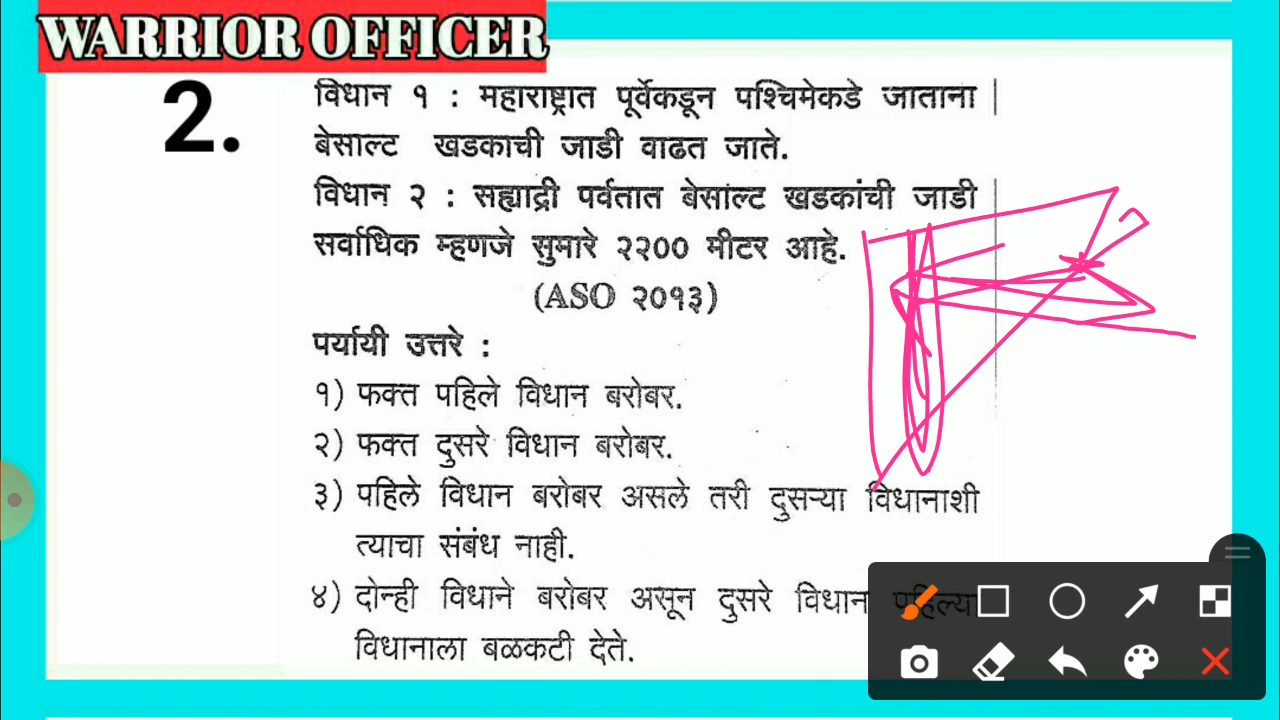 WARRIOR OFFICER
2.
विधान १ : महाराष्ट्रात पूर्वेकडून पश्चिमेकडे जाताना
बेसाल्ट खडकाची जाडी वाढत जाते.
विधान २ : सह्याद्री पर्वतात बेसाल्ट खडकांची जाडी
सर्वाधिक म्हणजे सुमारे २२०० मीटर आहे.
(ASO २०१३)
पर्यायी उत्तरे :
१) फक्त पहिले विधान बरोबर.
२) फक्त दुसरे विधान बरोबर.
३) पहिले विधान बरोबर असले तरी दुसऱ्या विधानाशी
त्याचा संबंध नाही.
४) दोन्ही विधाने बरोबर असून दुसरे विधान पहिल्या
विधानाला बळकटी देते.